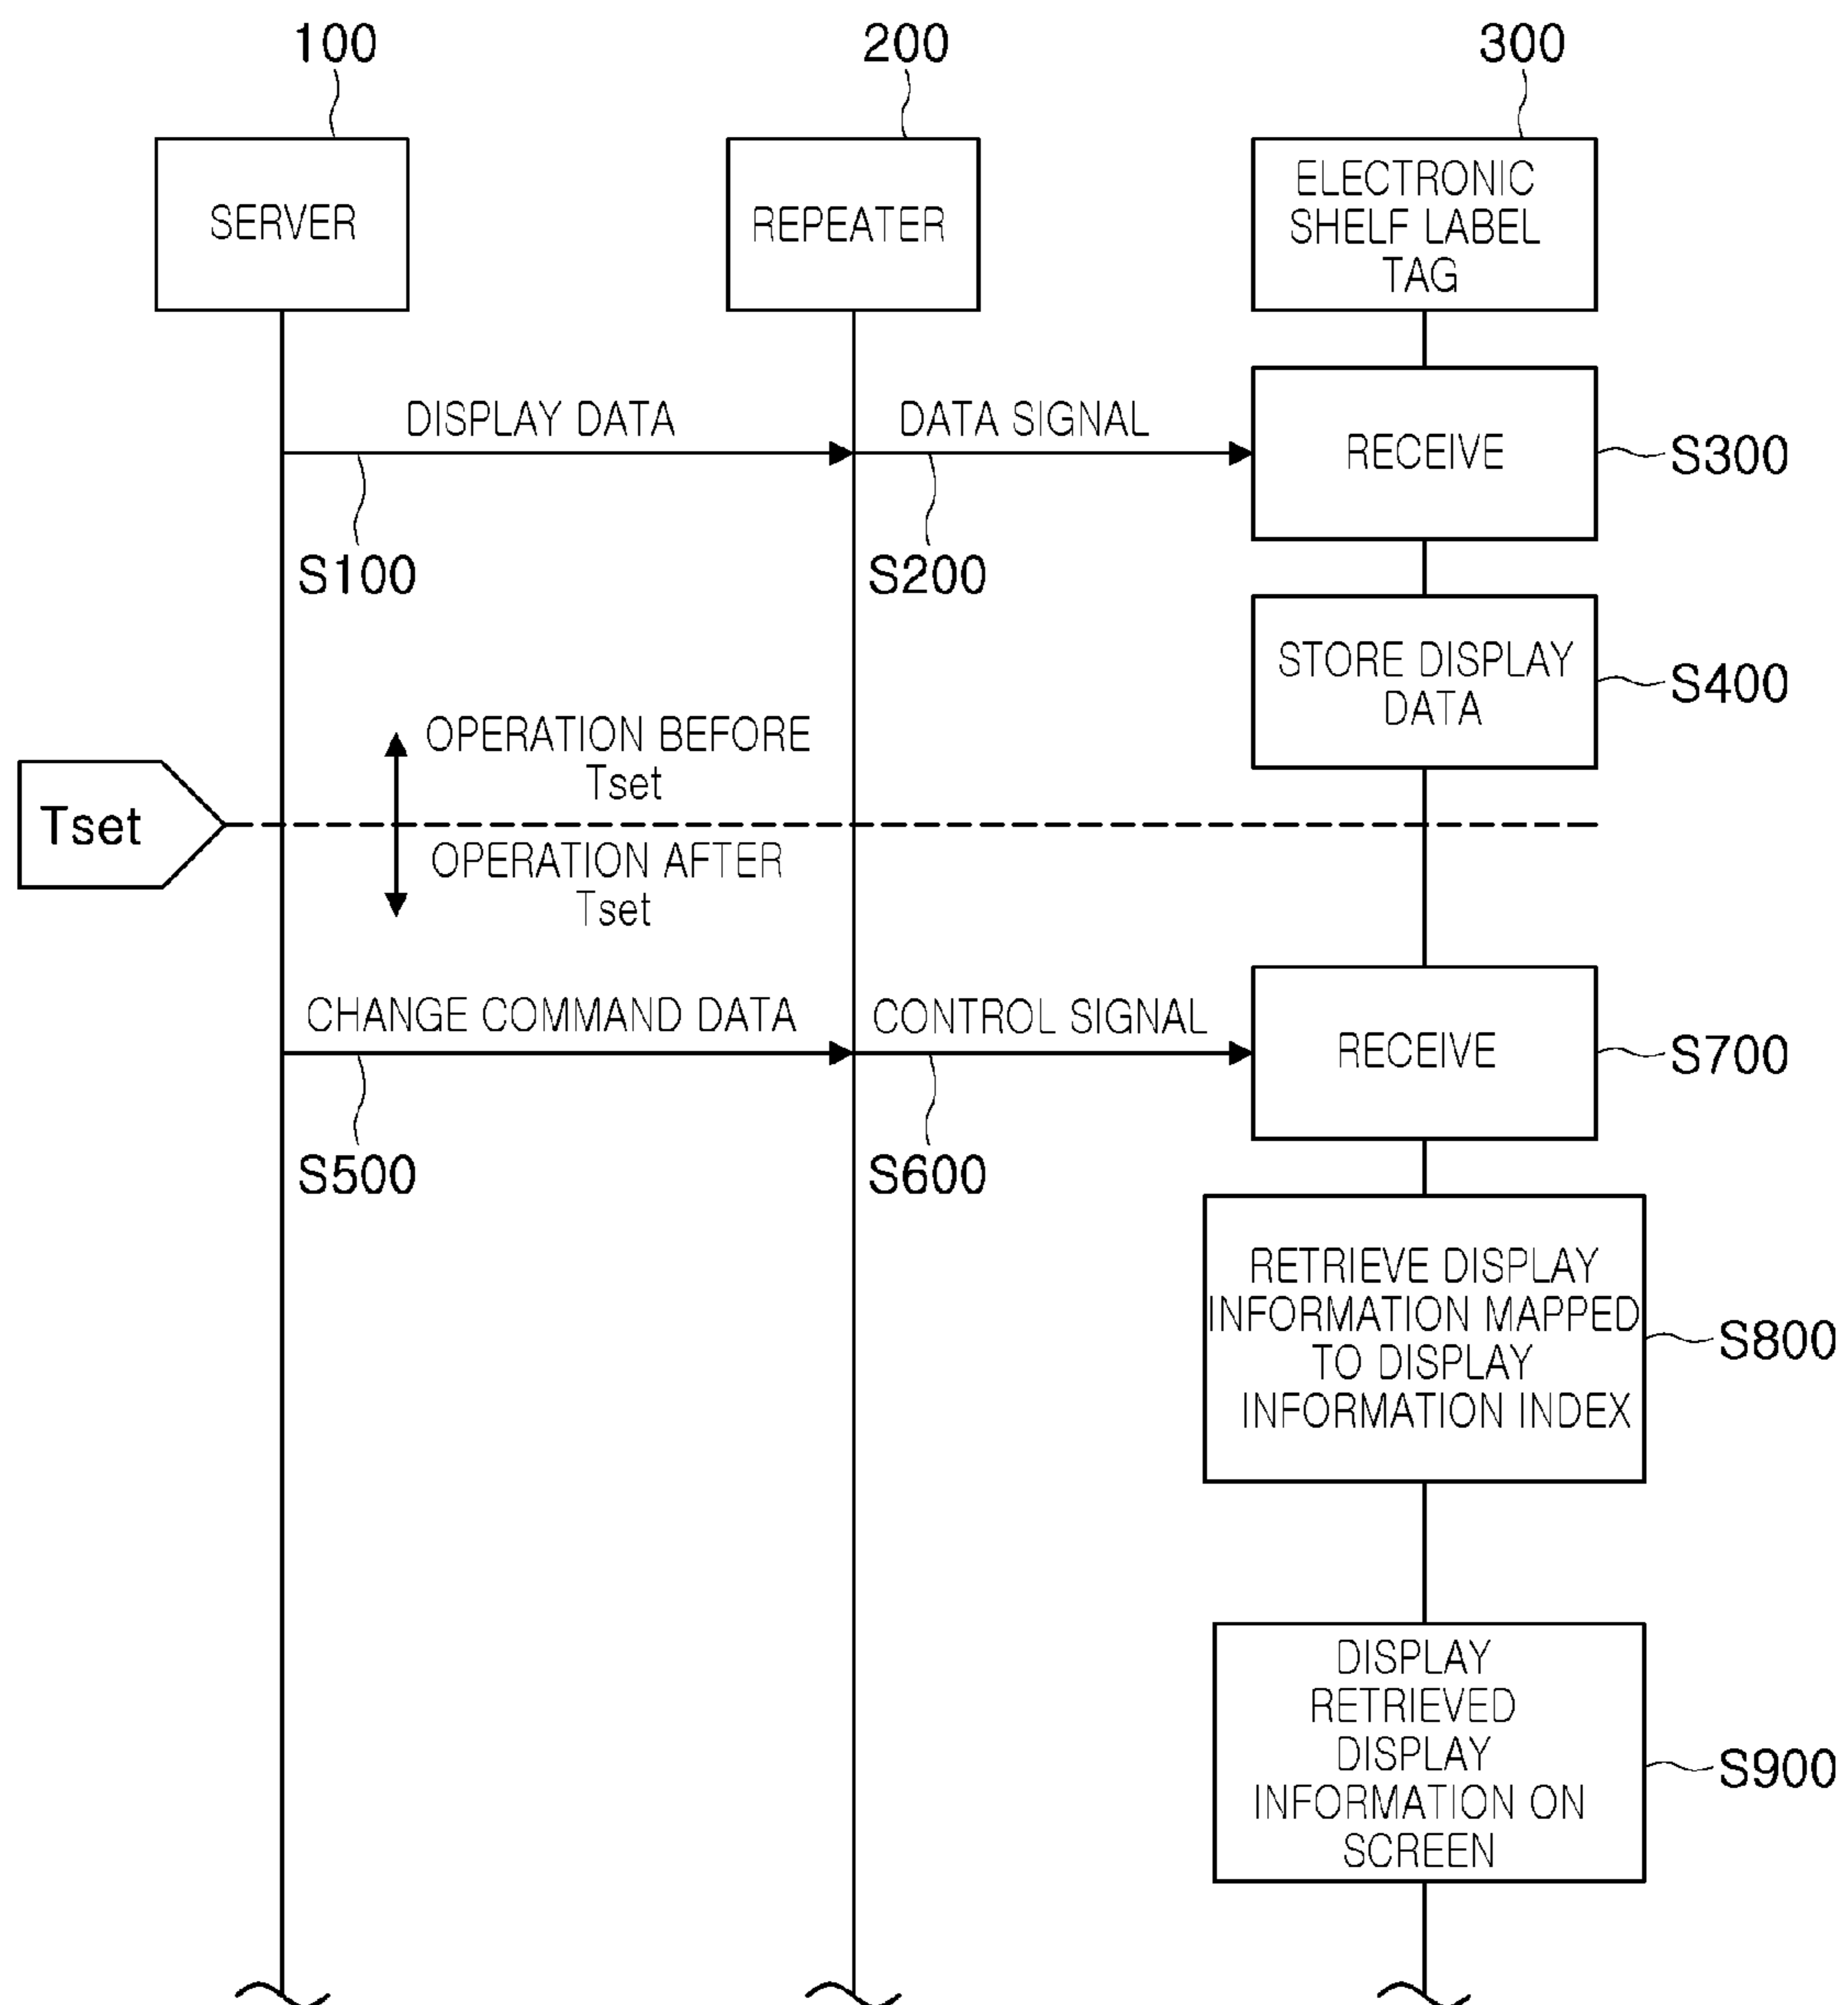 100
200
300
SERVER
REPEATER
ELECTRONIC
SHELF LABEL
TAG
DISPLAY DATA
DATA SIGNAL
RECEIVE
S300
S100
S200
STORE DISPLAY
DATA
S400
OPERATION BEFORE
Tset
Tset
OPERATION AFTER
Tset
CHANGE COMMAND DATA
CONTROL SIGNAL
RECEIVE
S700
S500
S600
RETRIEVE DISPLAY
INFORMATION MAPPED
TO DISPLAY
INFORMATION INDEX
S800
DISPLAY
RETRIEVED
DISPLAY
INFORMATION ON
SCREEN
S900